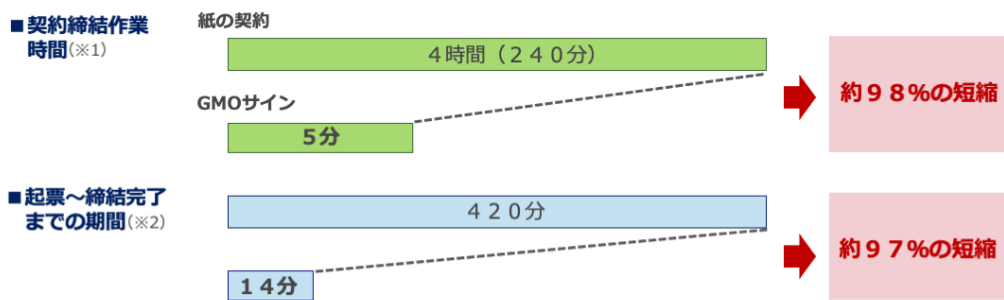 ■契約締結作業
時間(※1)
紙の契約
４時間（２４０分）
GMOサイン
5分
約９８%の短縮
■起票～締結完了
までの期間(※2)
４２０分
１４分
約９７%の短縮